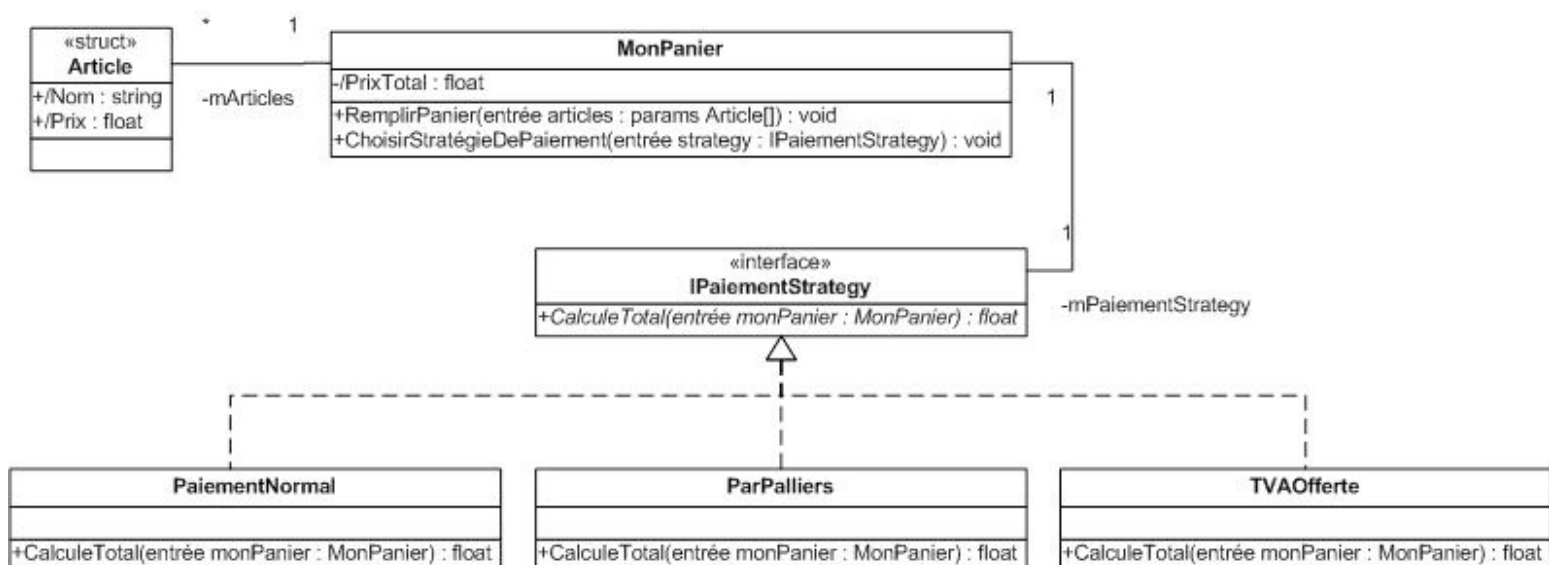 * 1
«struct»
Article
+/Nom : string
+/Prix : float
-mArticles
MonPanier
-/PrixTotal : float
+RemplirPanier(entrée articles : params Article[]) : void
+ChoisirStratégieDePaiement(entrée strategy : IPaiementStrategy) : void
1
1
«interface»
IPaiementStrategy
+CalculeTotal(entrée monPanier : MonPanier) : float
-mPaiementStrategy
PaiementNormal
+CalculeTotal(entrée monPanier : MonPanier) : float
ParPalliers
+CalculeTotal(entrée monPanier : MonPanier) : float
TVAOfferte
+CalculeTotal(entrée monPanier : MonPanier) : float